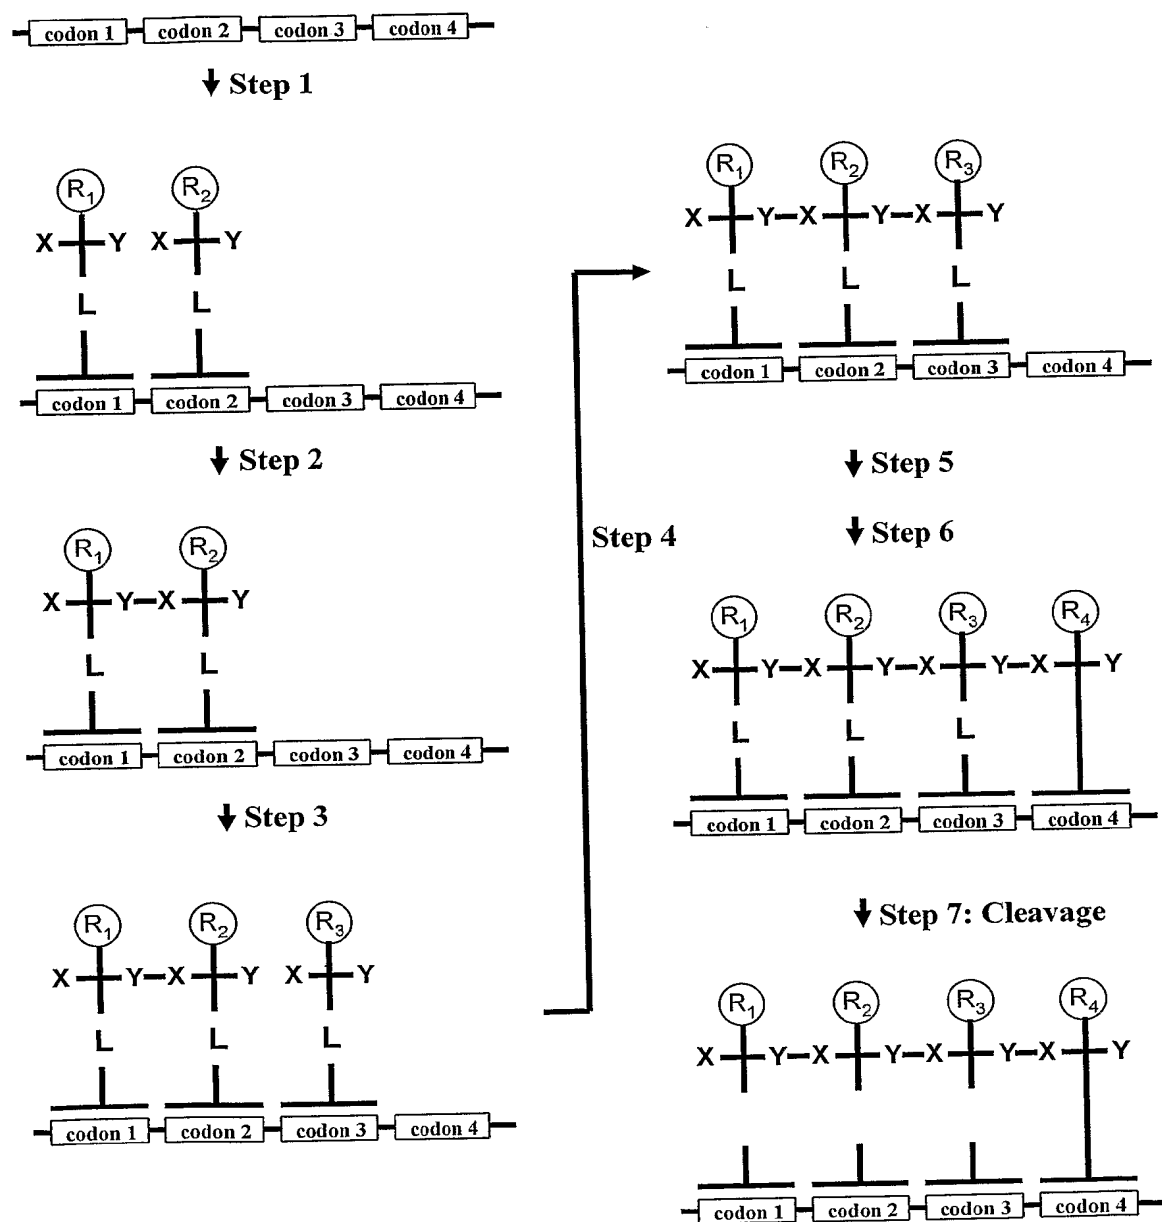 codon 1 codon 2 codon 3 codon 4
Step 1
R1 R2
X Y X Y
L L
codon 1 codon 2 codon 3 codon 4
Step 2
R1 R2
X Y X Y
L L
codon 1 codon 2 codon 3 codon 4
Step 3
R1 R2 R3
X Y X Y X Y
L L L
codon 1 codon 2 codon 3 codon 4
Step 4
R1 R2 R3
X Y X Y X Y
L L L
codon 1 codon 2 codon 3 codon 4
Step 5
Step 6
R1 R2 R3 R4
X Y X Y X Y X Y
L L L
codon 1 codon 2 codon 3 codon 4
Step 7: Cleavage
R1 R2 R3 R4
X Y X Y X Y X Y
codon 1 codon 2 codon 3 codon 4